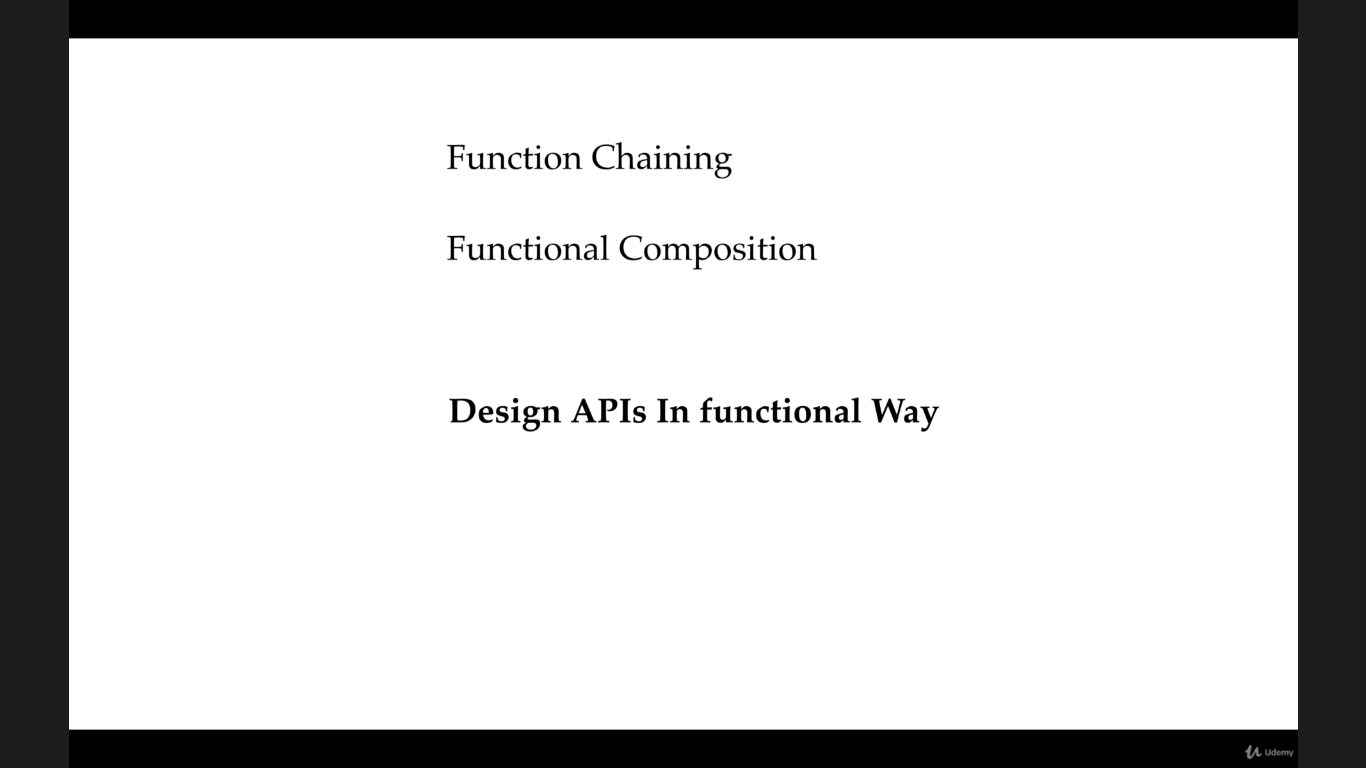 Function Chaining
Functional Composition
Design APIs In functional Way
Udemy